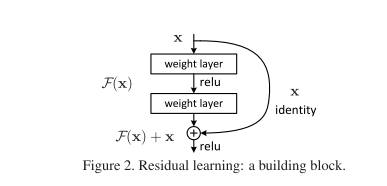 x
weight layer
F(x)
relu
weight layer
x
identity
F(x) + x
+
relu
Figure 2. Residual learning: a building block.